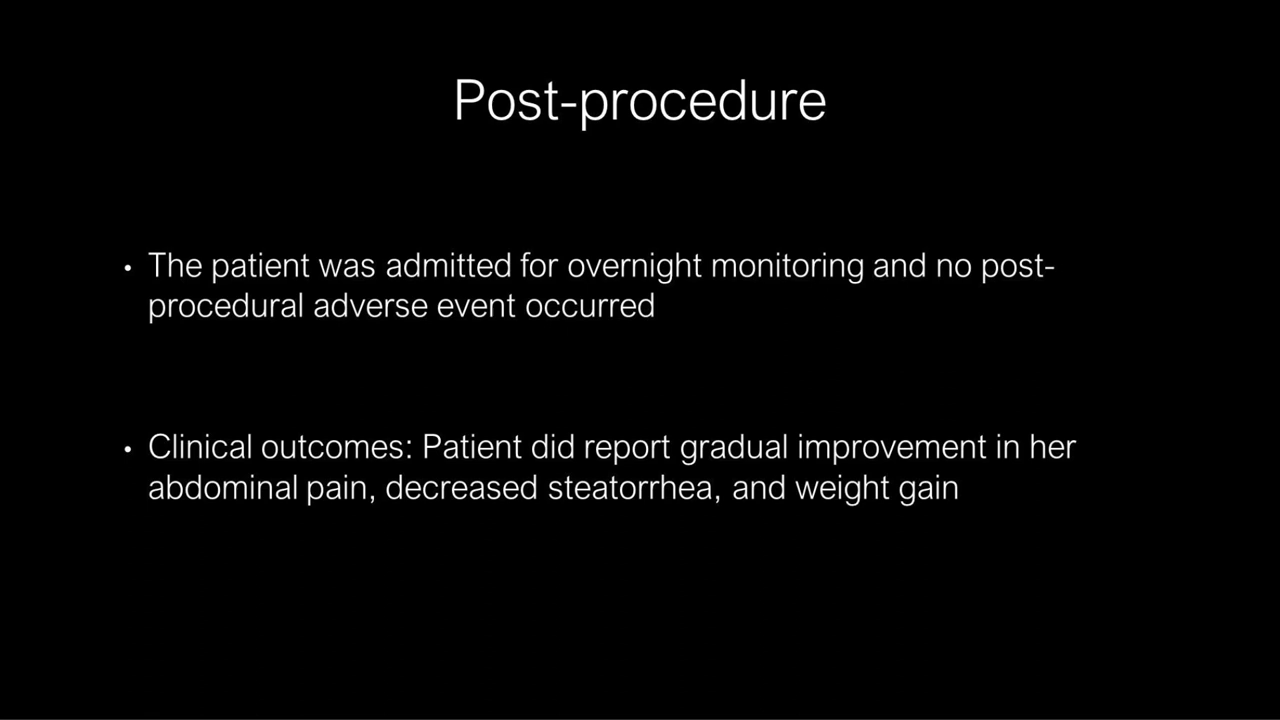 Post-procedure
• The patient was admitted for overnight monitoring and no post-
procedural adverse event occurred
• Clinical outcomes: Patient did report gradual improvement in her
abdominal pain, decreased steatorrhea, and weight gain